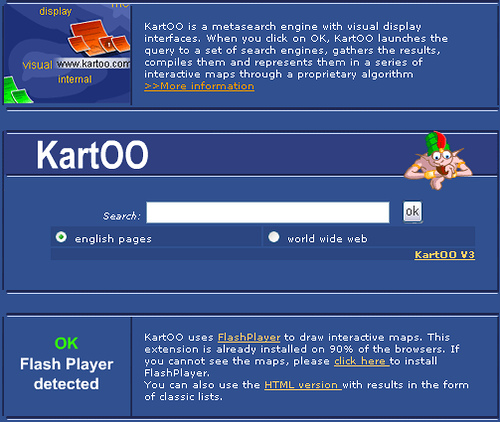 display
me
visual
www.kartoo.com
internal
KartOO is a metasearch engine with visual display
interfaces. When you click on OK, KartOO launches the
query to a set of search engines, gathers the results,
compiles them and represents them in a series of
interactive maps through a proprietary algorithm
>>More information
KartOO
Search:
ok
english pages
world wide web
KartOO V3
OK
Flash Player
detected
KartOO uses FlashPlayer to draw interactive maps. This
extension is already installed on 90% of the browsers. If
you cannot see the maps, please click here to install
FlashPlayer.
You can also use the HTML version with results in the form
of classic lists.